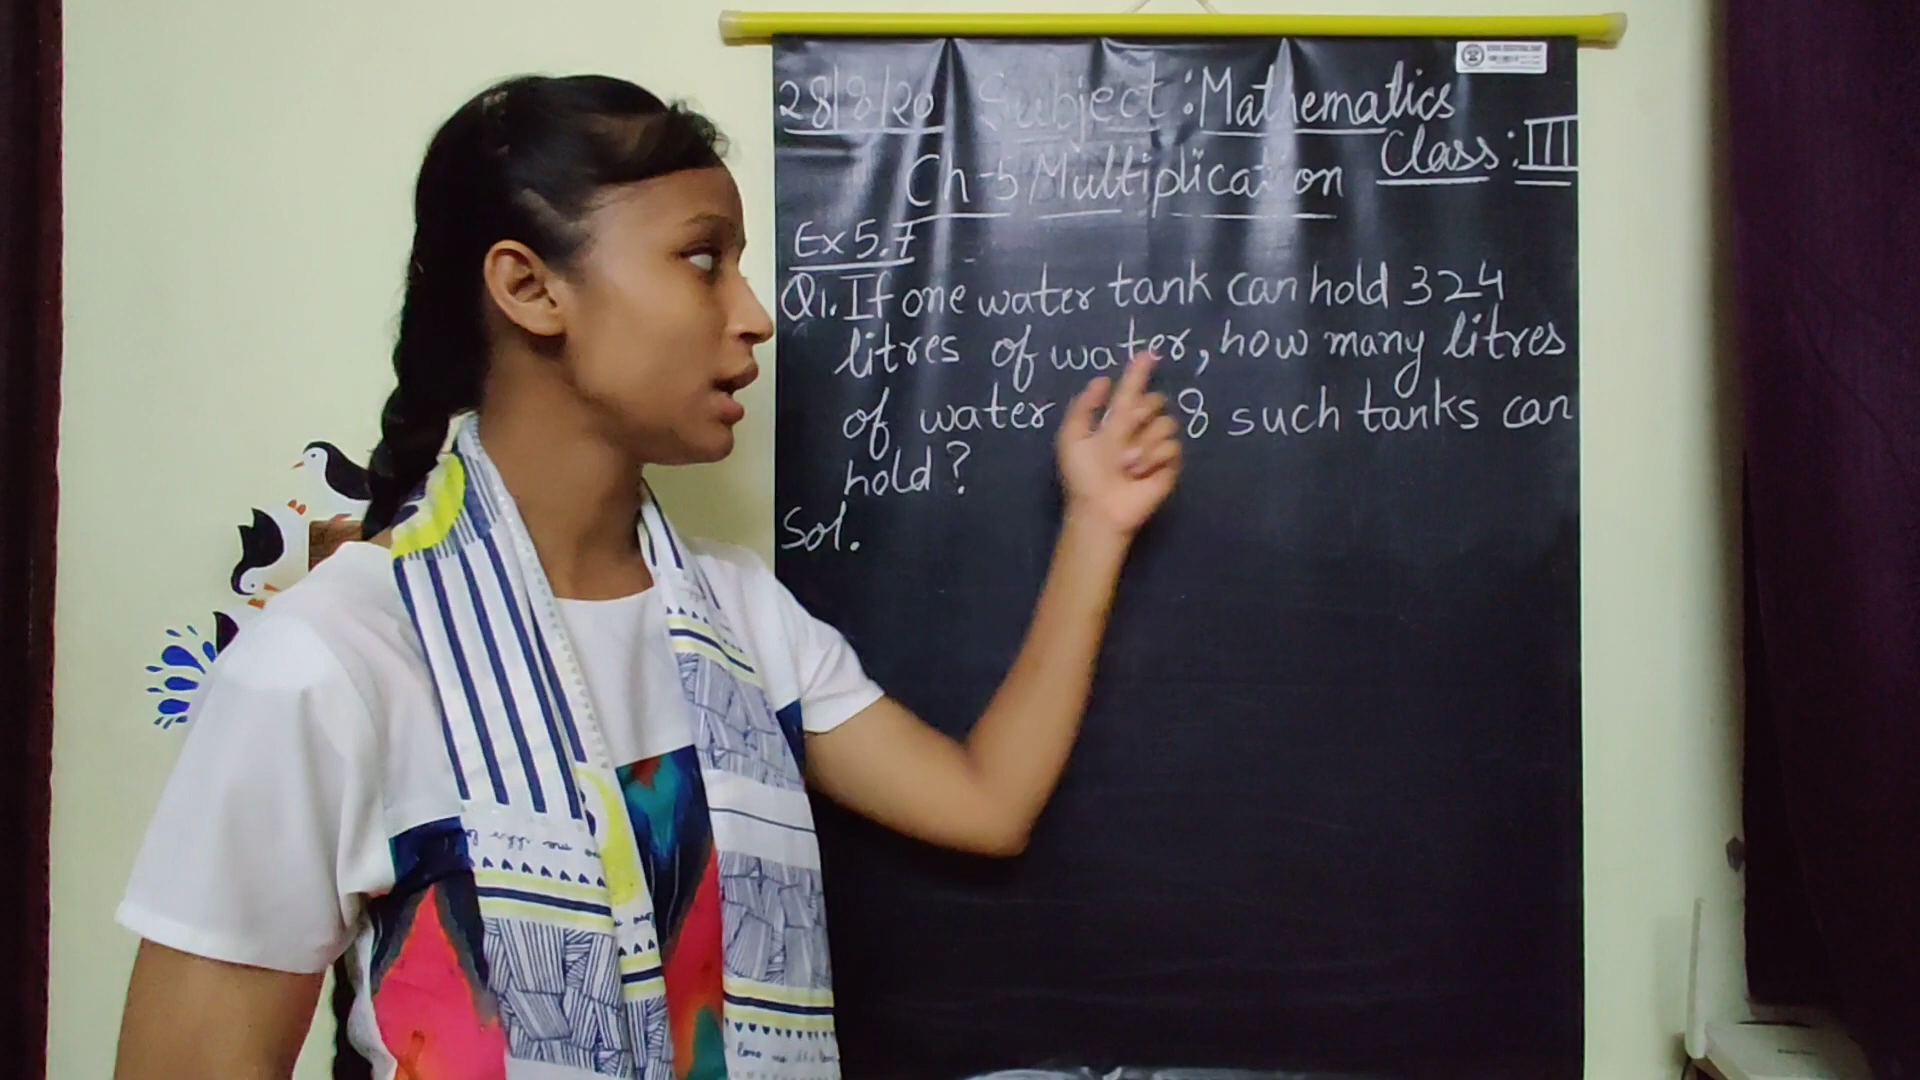 28/8/20 Subject : Mathematics
Class : III
Ch-5 Multiplication
Ex 5.7
Q1. If one water tank can hold 324
litres of water, how many litres
of water 8 such tanks can
hold ?
Sol.